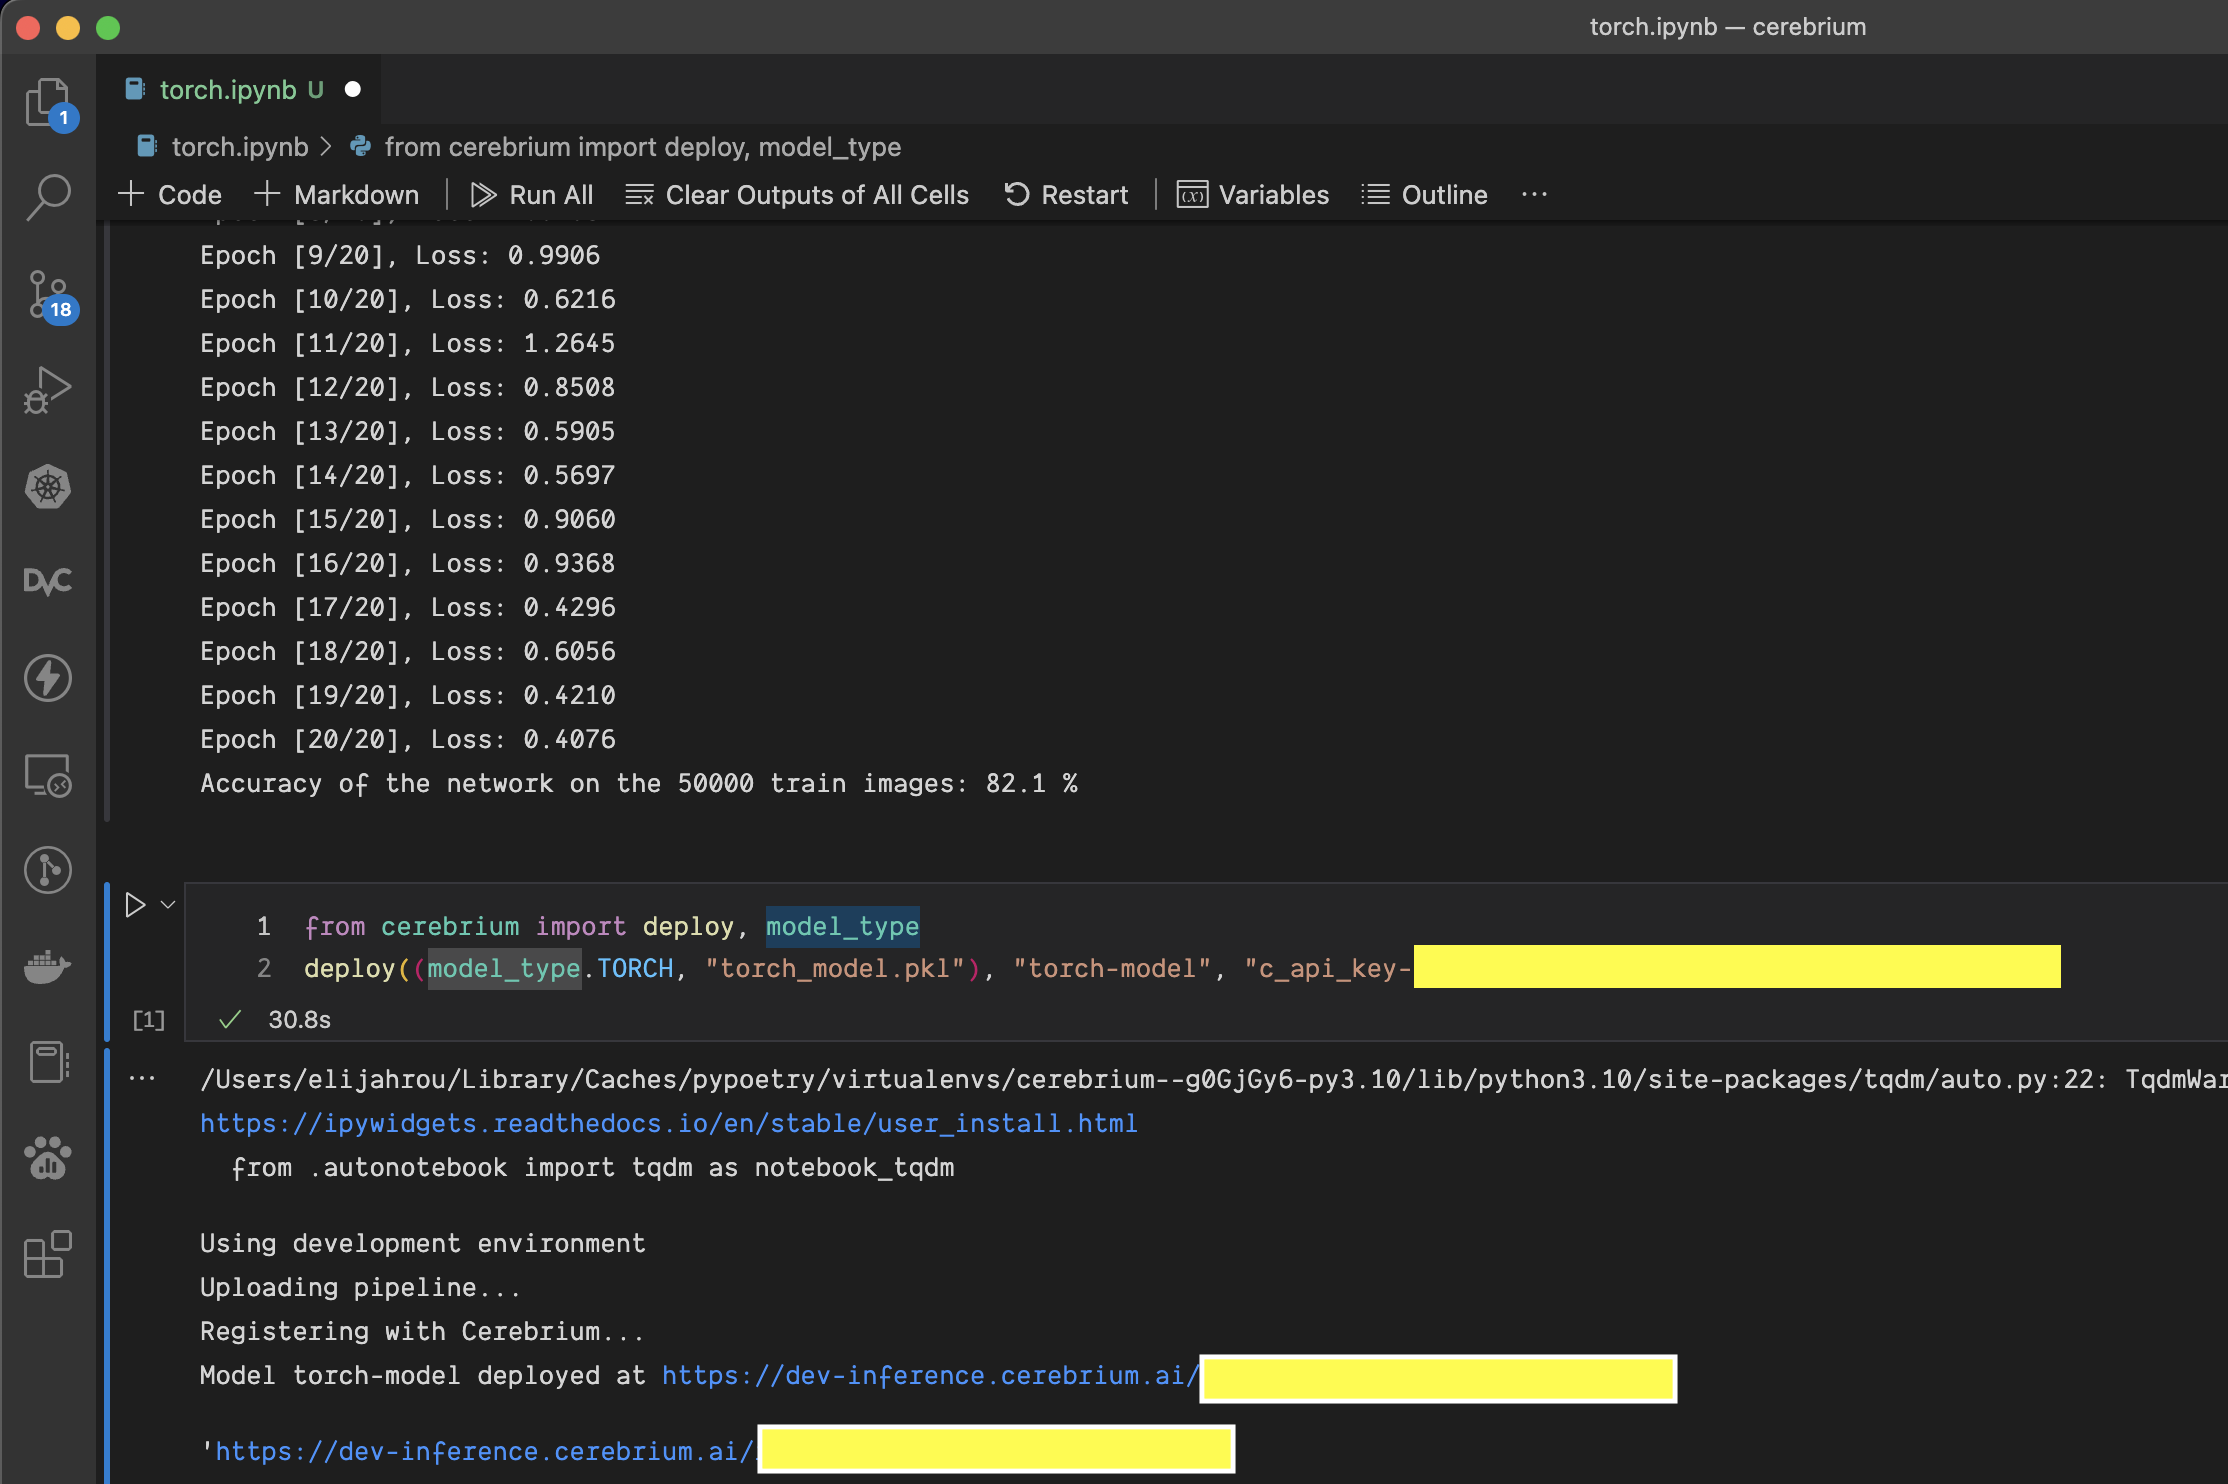 torch.ipynb — cerebrium
torch.ipynb U
1
torch.ipynb > from cerebrium import deploy, model_type
Code Markdown Run All Clear Outputs of All Cells Restart Variables Outline ...
18
Epoch [9/20], Loss: 0.9906
Epoch [10/20], Loss: 0.6216
Epoch [11/20], Loss: 1.2645
Epoch [12/20], Loss: 0.8508
Epoch [13/20], Loss: 0.5905
Epoch [14/20], Loss: 0.5697
Epoch [15/20], Loss: 0.9060
Epoch [16/20], Loss: 0.9368
DVC
Epoch [17/20], Loss: 0.4296
Epoch [18/20], Loss: 0.6056
Epoch [19/20], Loss: 0.4210
Epoch [20/20], Loss: 0.4076
Accuracy of the network on the 50000 train images: 82.1 %
1 from cerebrium import deploy, model_type
2 deploy((model_type.TORCH, "torch_model.pkl"), "torch-model", "c_api_key-
[1] 30.8s
/Users/elijahrou/Library/Caches/pypoetry/virtualenvs/cerebrium--g0GjGy6-py3.10/lib/python3.10/site-packages/tqdm/auto.py:22: TqdmWar
https://ipywidgets.readthedocs.io/en/stable/user_install.html
from .autonotebook import tqdm as notebook_tqdm
Using development environment
Uploading pipeline...
Registering with Cerebrium...
Model torch-model deployed at https://dev-inference.cerebrium.ai/
'https://dev-inference.cerebrium.ai/